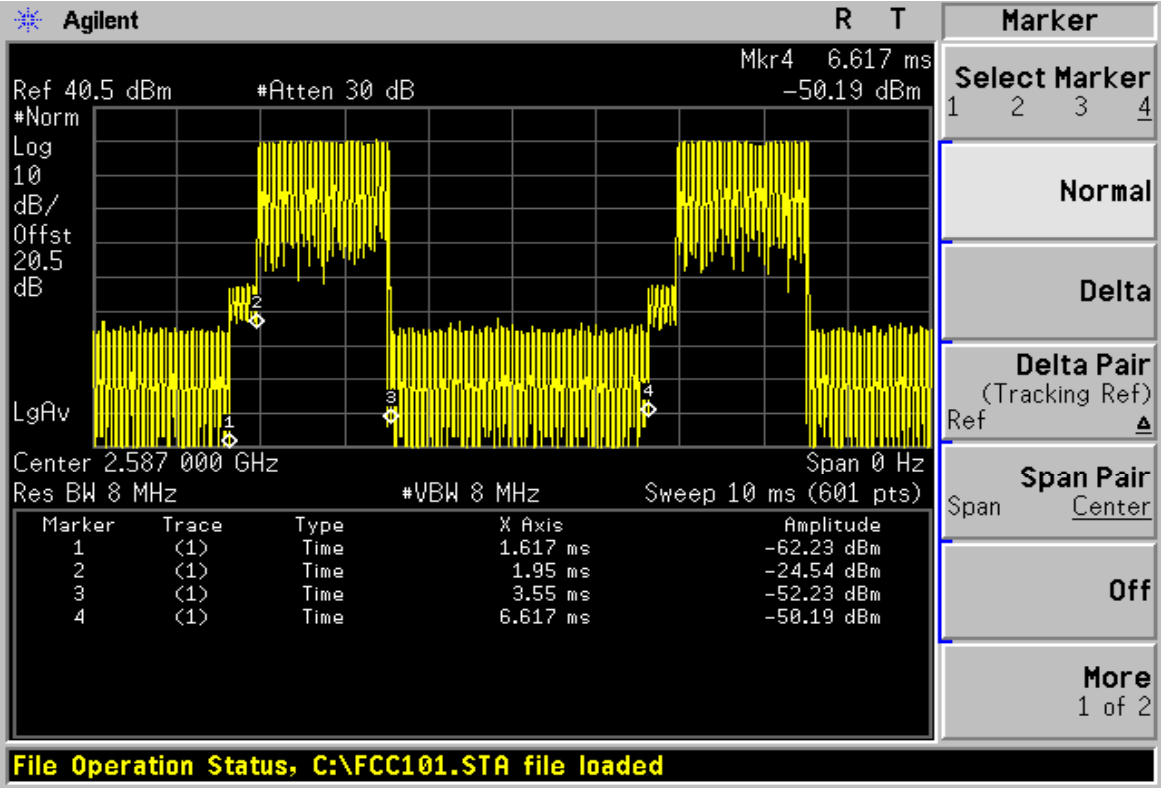 Agilent R T Marker
Mkr4 6.617 ms
Ref 40.5 dBm #Atten 30 dB -50.19 dBm
#Norm
Log
10
dB/
Offst
20.5
dB
LgAv
2
3
4
1
Center 2.587 000 GHz Span 0 Hz
Res BW 8 MHz #VBW 8 MHz Sweep 10 ms (601 pts)
Marker Trace Type X Axis Amplitude
1 (1) Time 1.617 ms -62.23 dBm
2 (1) Time 1.95 ms -24.54 dBm
3 (1) Time 3.55 ms -52.23 dBm
4 (1) Time 6.617 ms -50.19 dBm
Select Marker
1 2 3 4
Normal
Delta
Delta Pair
(Tracking Ref)
Ref Δ
Span Pair
Span Center
Off
More
1 of 2
File Operation Status, C:\FCC101.STA file loaded